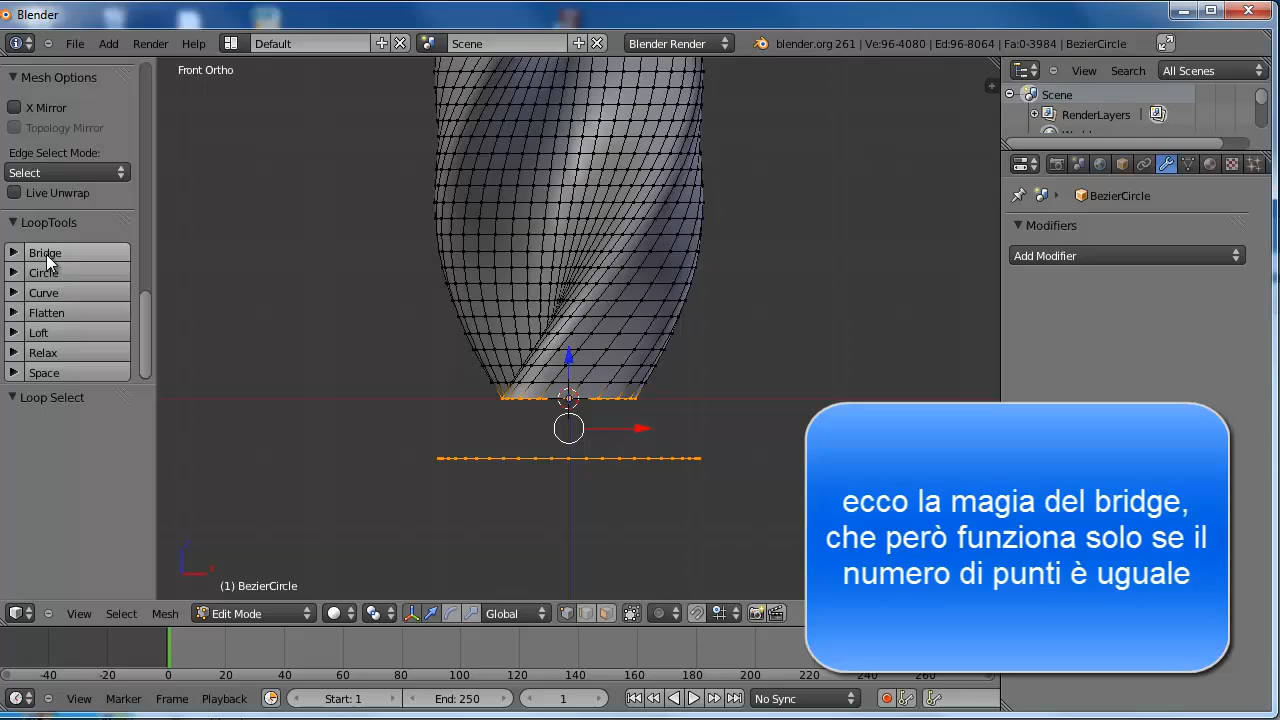 Blender
File Add Render Help Default Scene Blender Render blender.org 261 | Ve:96-4080 | Ed:96-8064 | Fa:0-3984 | BezierCircle
Mesh Options
X Mirror
Topology Mirror
Edge Select Mode:
Select
Live Unwrap
LoopTools
Bridge
Circle
Curve
Flatten
Loft
Relax
Space
Loop Select
Front Ortho
(1) BezierCircle
View Search All Scenes
Scene
RenderLayers
BezierCircle
Modifiers
Add Modifier
ecco la magia del bridge,
che però funziona solo se il
numero di punti è uguale
View Select Mesh Edit Mode Global
-40 -20 0 20 40 60 80 100 120 140 160 180 200 220 240 260
View Marker Frame Playback Start: 1 End: 250 1 No Sync